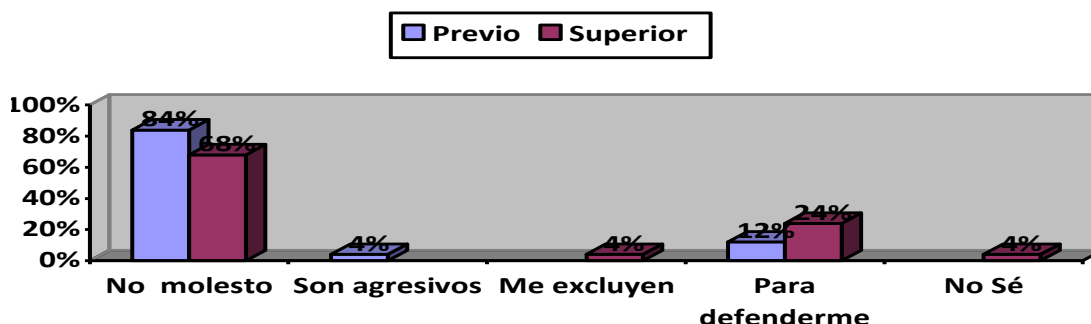 Previo Superior
100%
80%
60%
40%
20%
0%
84%
68%
4%
4%
12%
24%
4%
No molesto
Son agresivos
Me excluyen
Para
defenderme
No Sé